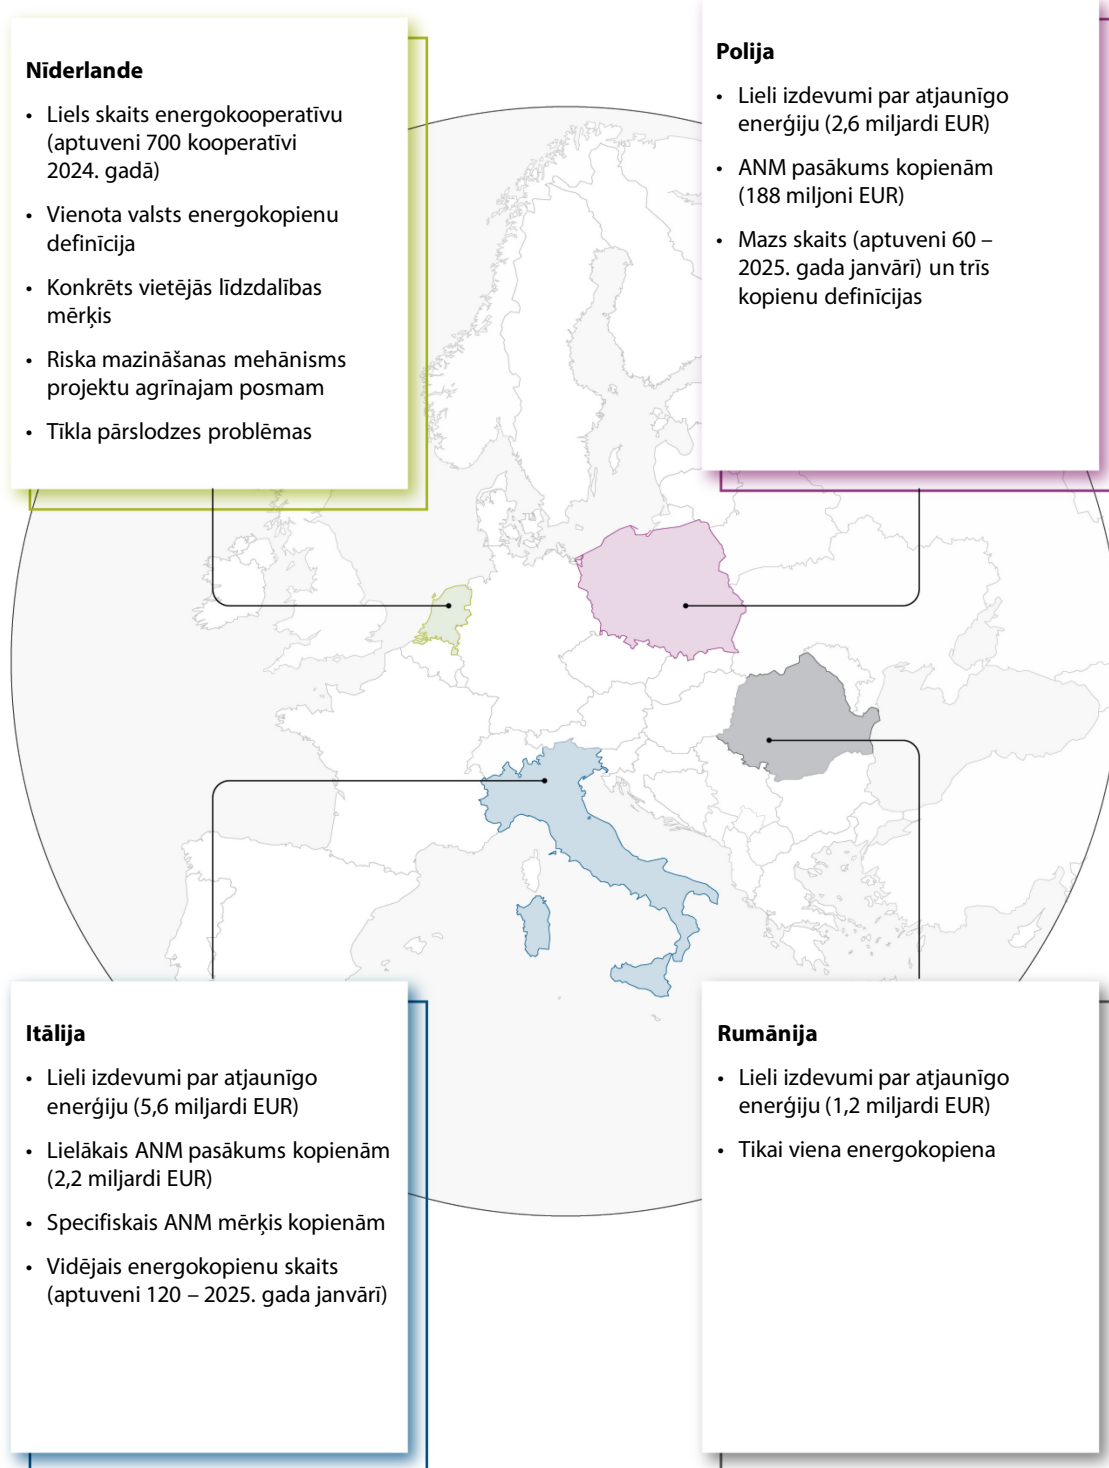 Nīderlande
• Liels skaits energokooperatīvu
(aptuveni 700 kooperatīvi
2024. gadā)
• Vienota valsts energokopienu
definīcija
• Konkrēts vietējās līdzdalības
mērķis
• Riska mazināšanas mehānisms
projektu agrīnajam posmam
• Tīkla pārslodzes problēmas
Polija
• Lieli izdevumi par atjaunīgo
enerģiju (2,6 miljardi EUR)
• ANM pasākums kopienām
(188 miljoni EUR)
• Mazs skaits (aptuveni 60 –
2025. gada janvārī) un trīs
kopienu definīcijas
Itālija
• Lieli izdevumi par atjaunīgo
enerģiju (5,6 miljardi EUR)
• Lielākais ANM pasākums kopienām
(2,2 miljardi EUR)
• Specifiskais ANM mērķis kopienām
• Vidējais energokopienu skaits
(aptuveni 120 – 2025. gada janvārī)
Rumānija
• Lieli izdevumi par atjaunīgo
enerģiju (1,2 miljardi EUR)
• Tikai viena energokopiena